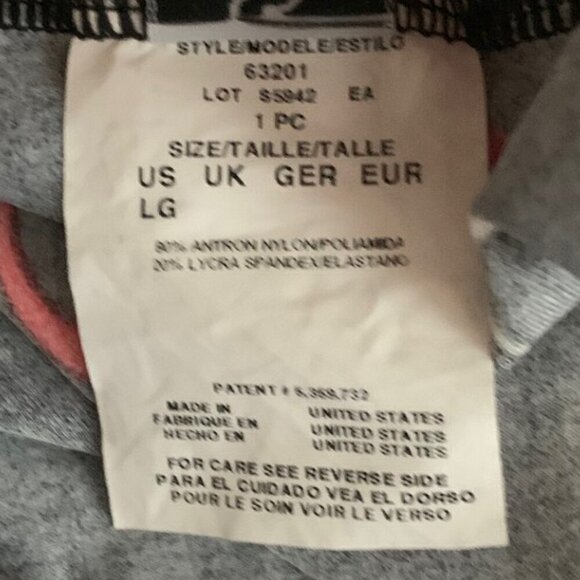 STYLE/MODELE/ESTILO
63201
LOT S5942 EA
1 PC
SIZE/TAILLE/TALLE
US UK GER EUR
LG
80% ANTRON NYLON/POLIAMIDA
20% LYCRA SPANDEX/ELASTANO
PATENT # 5,359,732
MADE IN UNITED STATES
FABRIQUE EN UNITED STATES
HECHO EN UNITED STATES
FOR CARE SEE REVERSE SIDE
PARA EL CUIDADO VEA EL DORSO
POUR LE SOIN VOIR LE VERSO